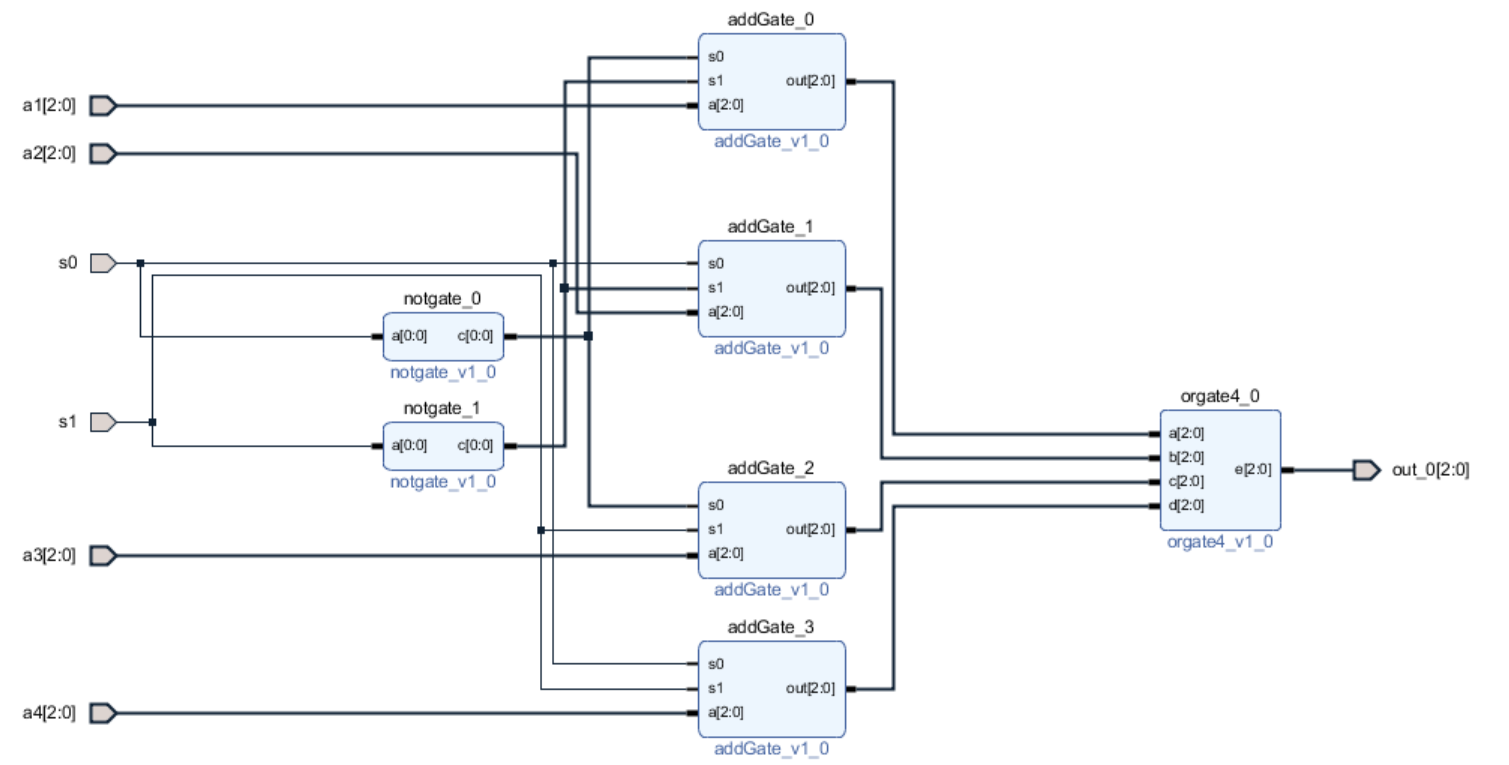 addGate_0
s0
s1
out[2:0]
a[2:0]
addGate_v1_0
a1[2:0]
a2[2:0]
addGate_1
s0
s1
out[2:0]
a[2:0]
addGate_v1_0
s0
notgate_0
a[0:0]
c[0:0]
notgate_v1_0
s1
notgate_1
a[0:0]
c[0:0]
notgate_v1_0
addGate_2
s0
s1
out[2:0]
a[2:0]
addGate_v1_0
a3[2:0]
addGate_3
s0
s1
out[2:0]
a[2:0]
addGate_v1_0
a4[2:0]
orgate4_0
a[2:0]
b[2:0]
c[2:0]
d[2:0]
e[2:0]
orgate4_v1_0
out_0[2:0]